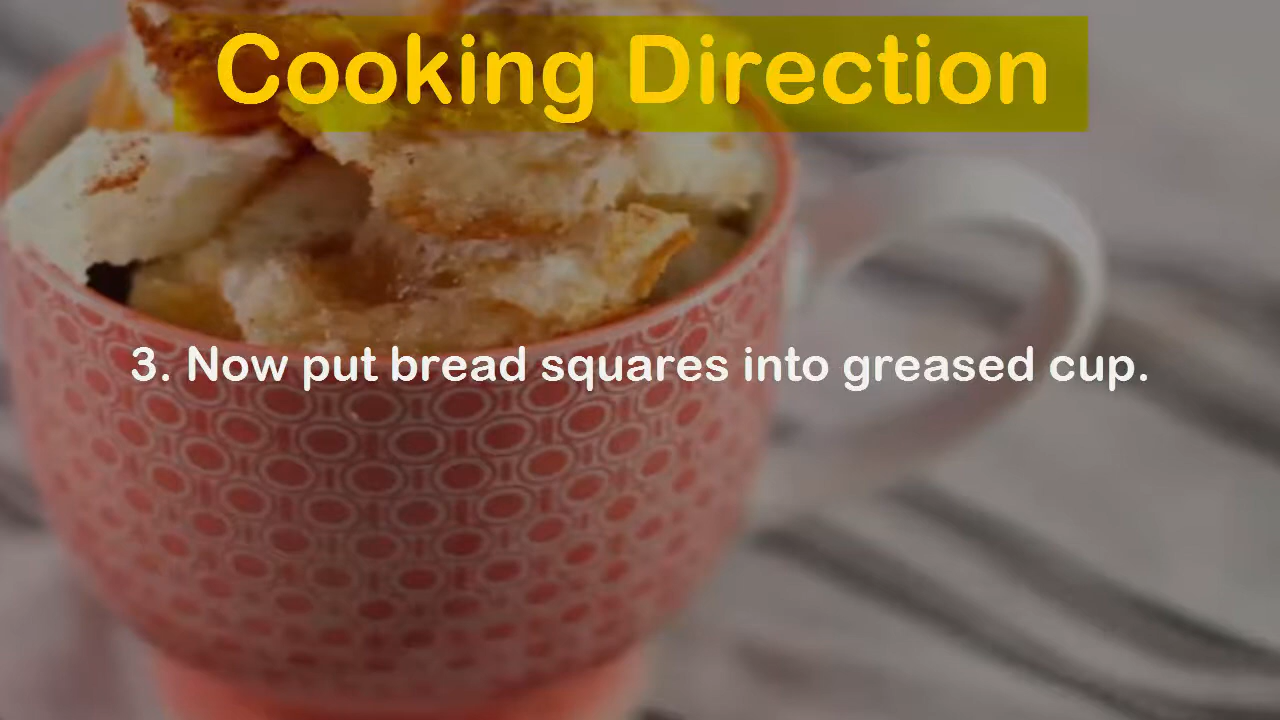 Cooking Direction
3. Now put bread squares into greased cup.